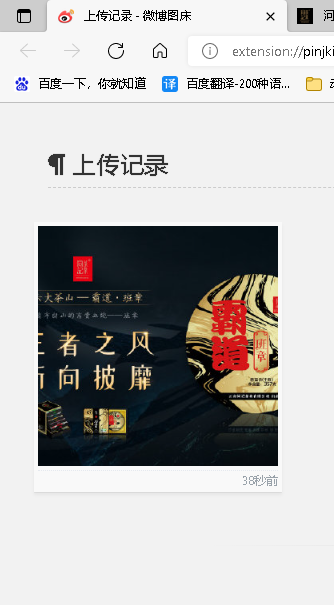 上传记录 - 微博图床
河
extension://pinjki
百度一下，你就知道
译
百度翻译-200种语...
¶ 上传记录
六大茶山——霸道·班章
王者之风
所向披靡
霸道
班章
38秒前